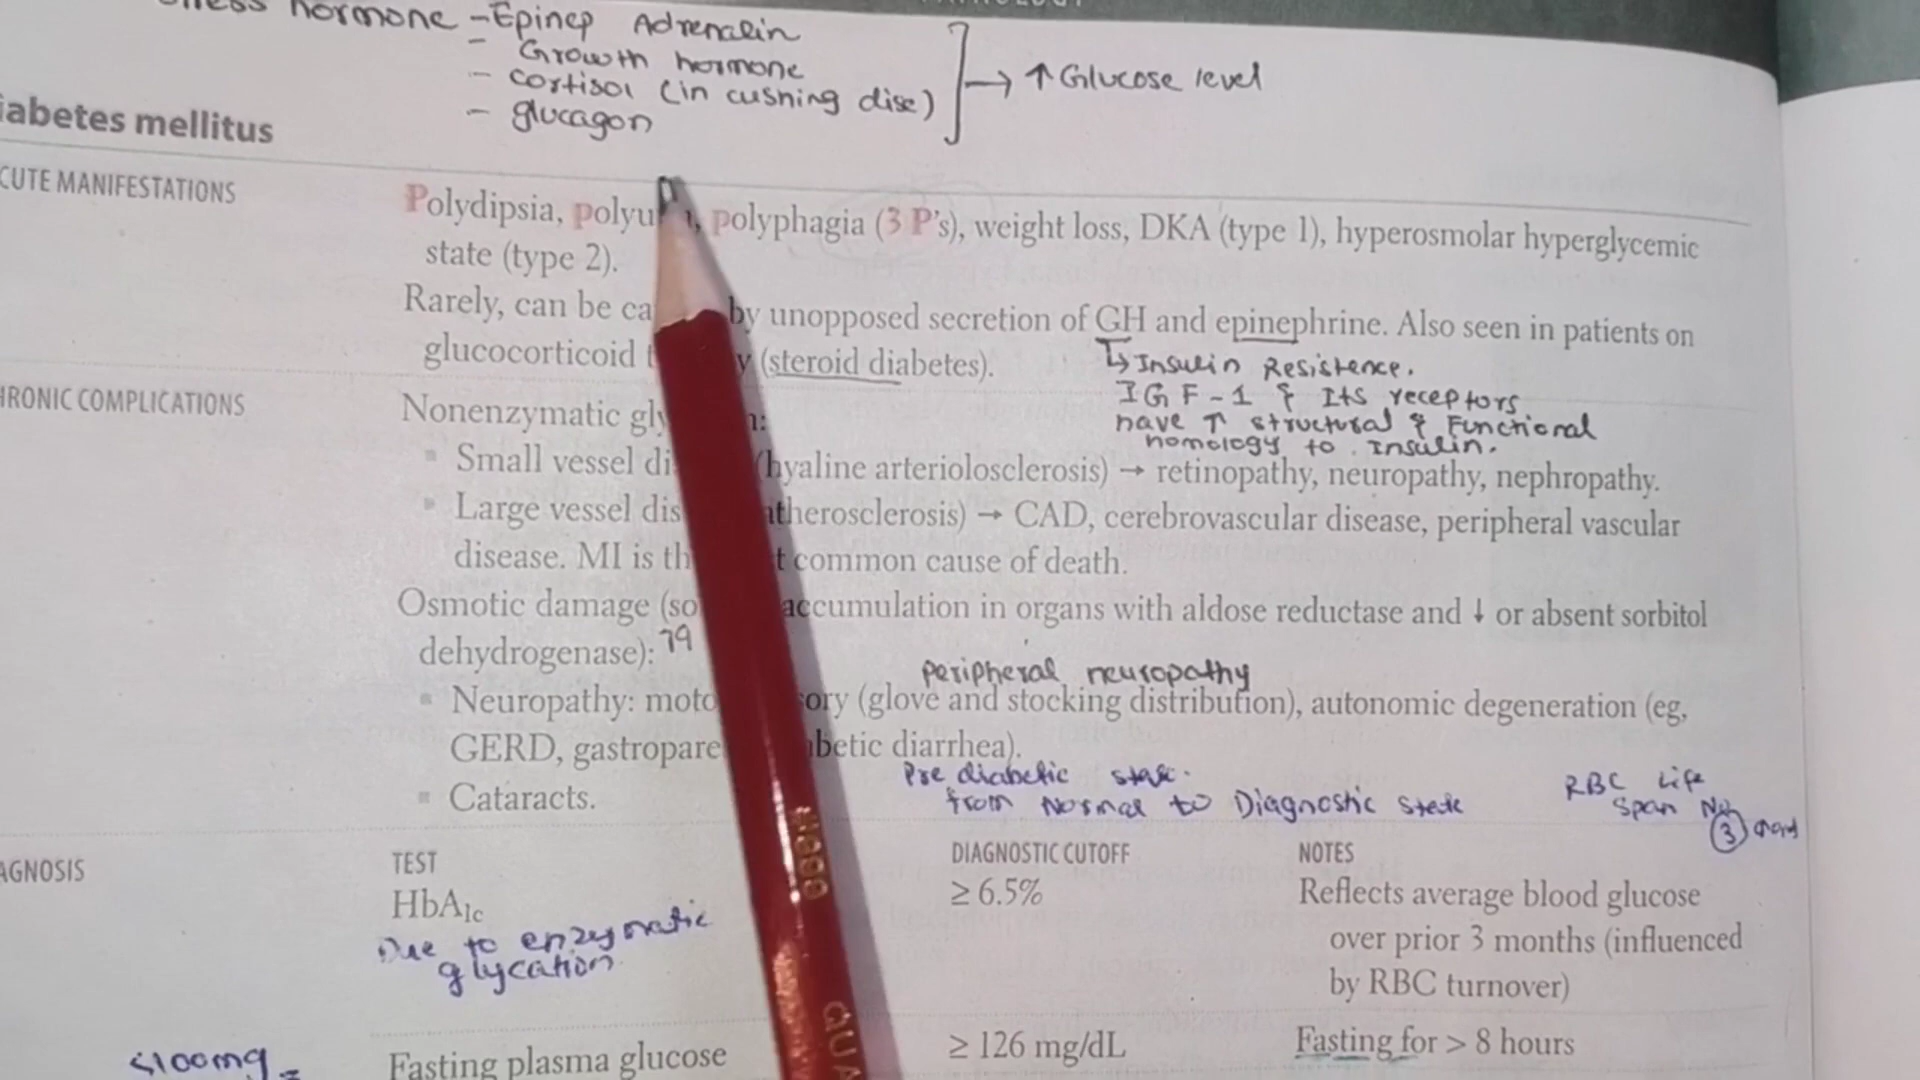 hormone - Epinep Adrenalin
- Growth hormone
- cortisol (in cushing dise)
- glucagon
→ ↑ Glucose level
iabetes mellitus
CUTE MANIFESTATIONS
Polydipsia, polyu , polyphagia (3 P's), weight loss, DKA (type 1), hyperosmolar hyperglycemic
state (type 2).
Rarely, can be ca by unopposed secretion of GH and epinephrine. Also seen in patients on
glucocorticoid t y (steroid diabetes).
↳ Insulin Resistence.
IGF-1 & Its receptors
have ↑ structural & Functional
homology to Insulin.
HRONIC COMPLICATIONS
Nonenzymatic gly n:
▪ Small vessel di (hyaline arteriolosclerosis) → retinopathy, neuropathy, nephropathy.
▪ Large vessel dis atherosclerosis) → CAD, cerebrovascular disease, peripheral vascular
disease. MI is th t common cause of death.
Osmotic damage (so accumulation in organs with aldose reductase and ↓ or absent sorbitol
dehydrogenase): 79
peripheral neuropathy
▪ Neuropathy: moto ory (glove and stocking distribution), autonomic degeneration (eg,
GERD, gastropare abetic diarrhea).
▪ Cataracts.
Pre diabetic state.
from Normal to Diagnostic State
RBC Life
Span
3
AGNOSIS
TEST DIAGNOSTIC CUTOFF NOTES
HbA1c ≥ 6.5% Reflects average blood glucose
over prior 3 months (influenced
by RBC turnover)
Due to enzymatic
glycation
Fasting plasma glucose ≥ 126 mg/dL Fasting for > 8 hours
≤100mg